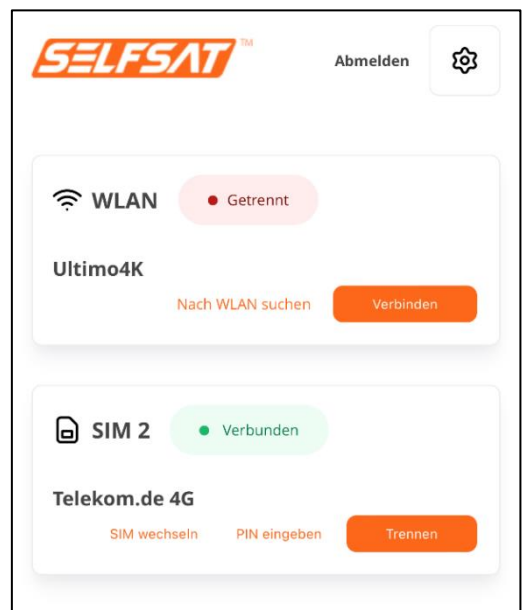 SELFSAT™
Abmelden
WLAN
Getrennt
Ultimo4K
Nach WLAN suchen
Verbinden
SIM 2
Verbunden
Telekom.de 4G
SIM wechseln
PIN eingeben
Trennen